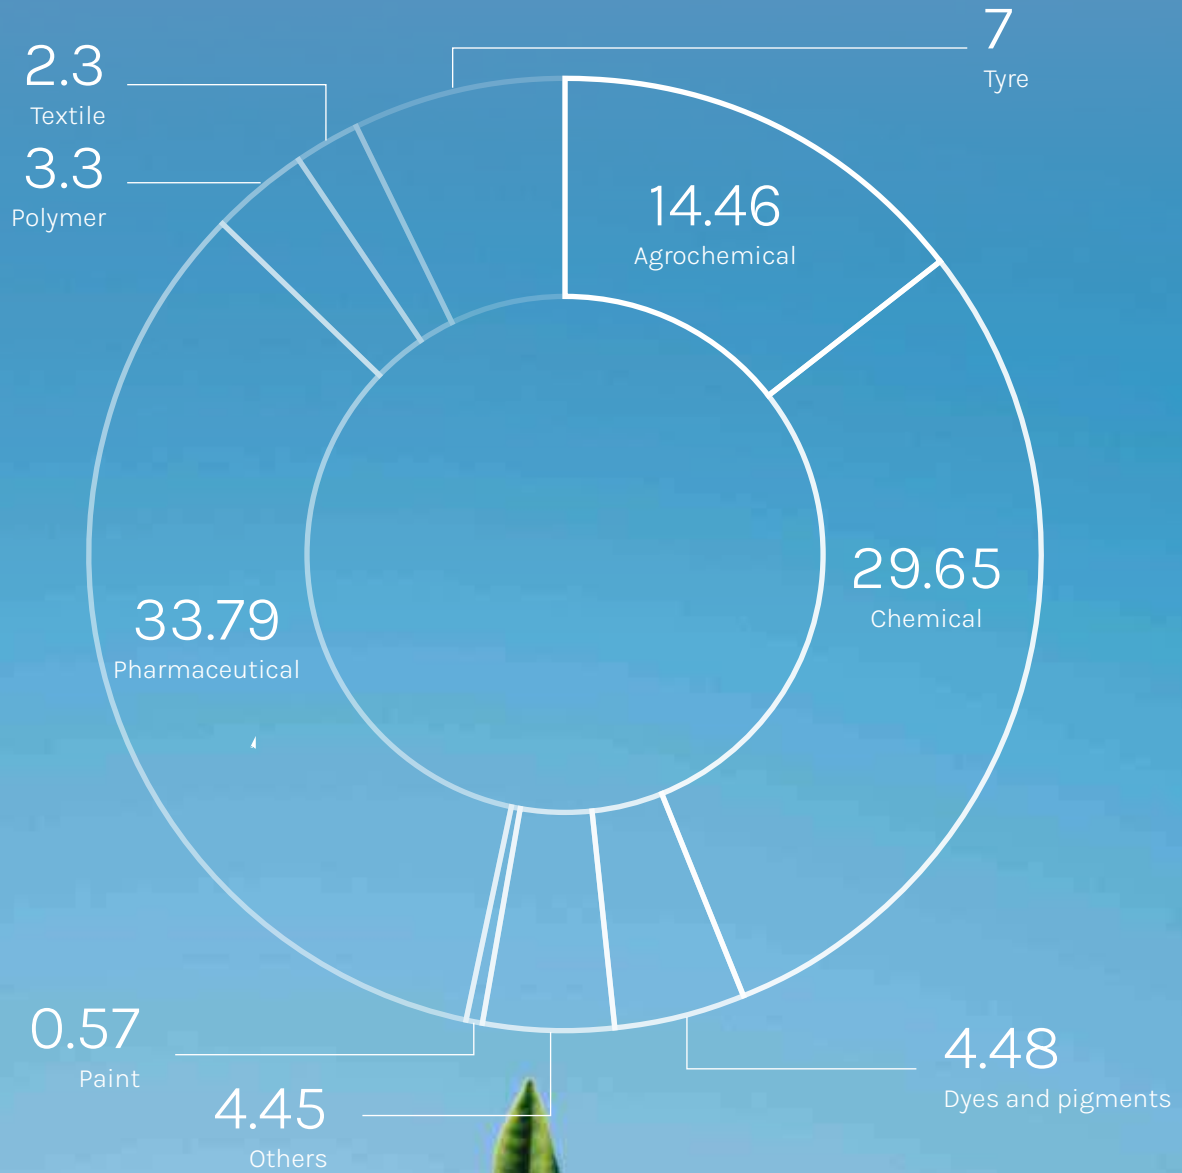 7
Tyre
2.3
Textile
3.3
Polymer
14.46
Agrochemical
29.65
Chemical
33.79
Pharmaceutical
0.57
Paint
4.45
Others
4.48
Dyes and pigments